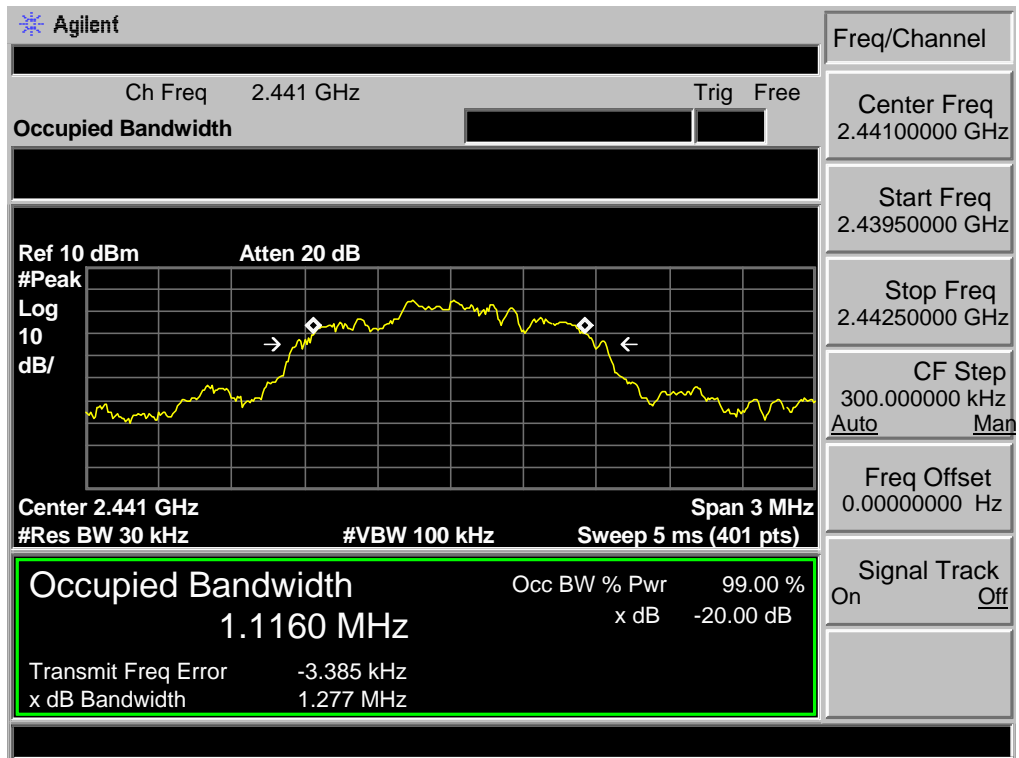 Agilent
Freq/Channel
Ch Freq 2.441 GHz Trig Free
Occupied Bandwidth
Center Freq
2.44100000 GHz
Start Freq
2.43950000 GHz
Stop Freq
2.44250000 GHz
CF Step
300.000000 kHz
Auto Man
Freq Offset
0.00000000 Hz
Signal Track
On Off
Ref 10 dBm Atten 20 dB
#Peak
Log
10
dB/
Center 2.441 GHz Span 3 MHz
#Res BW 30 kHz #VBW 100 kHz Sweep 5 ms (401 pts)
Occupied Bandwidth Occ BW % Pwr 99.00 %
1.1160 MHz x dB -20.00 dB
Transmit Freq Error -3.385 kHz
x dB Bandwidth 1.277 MHz